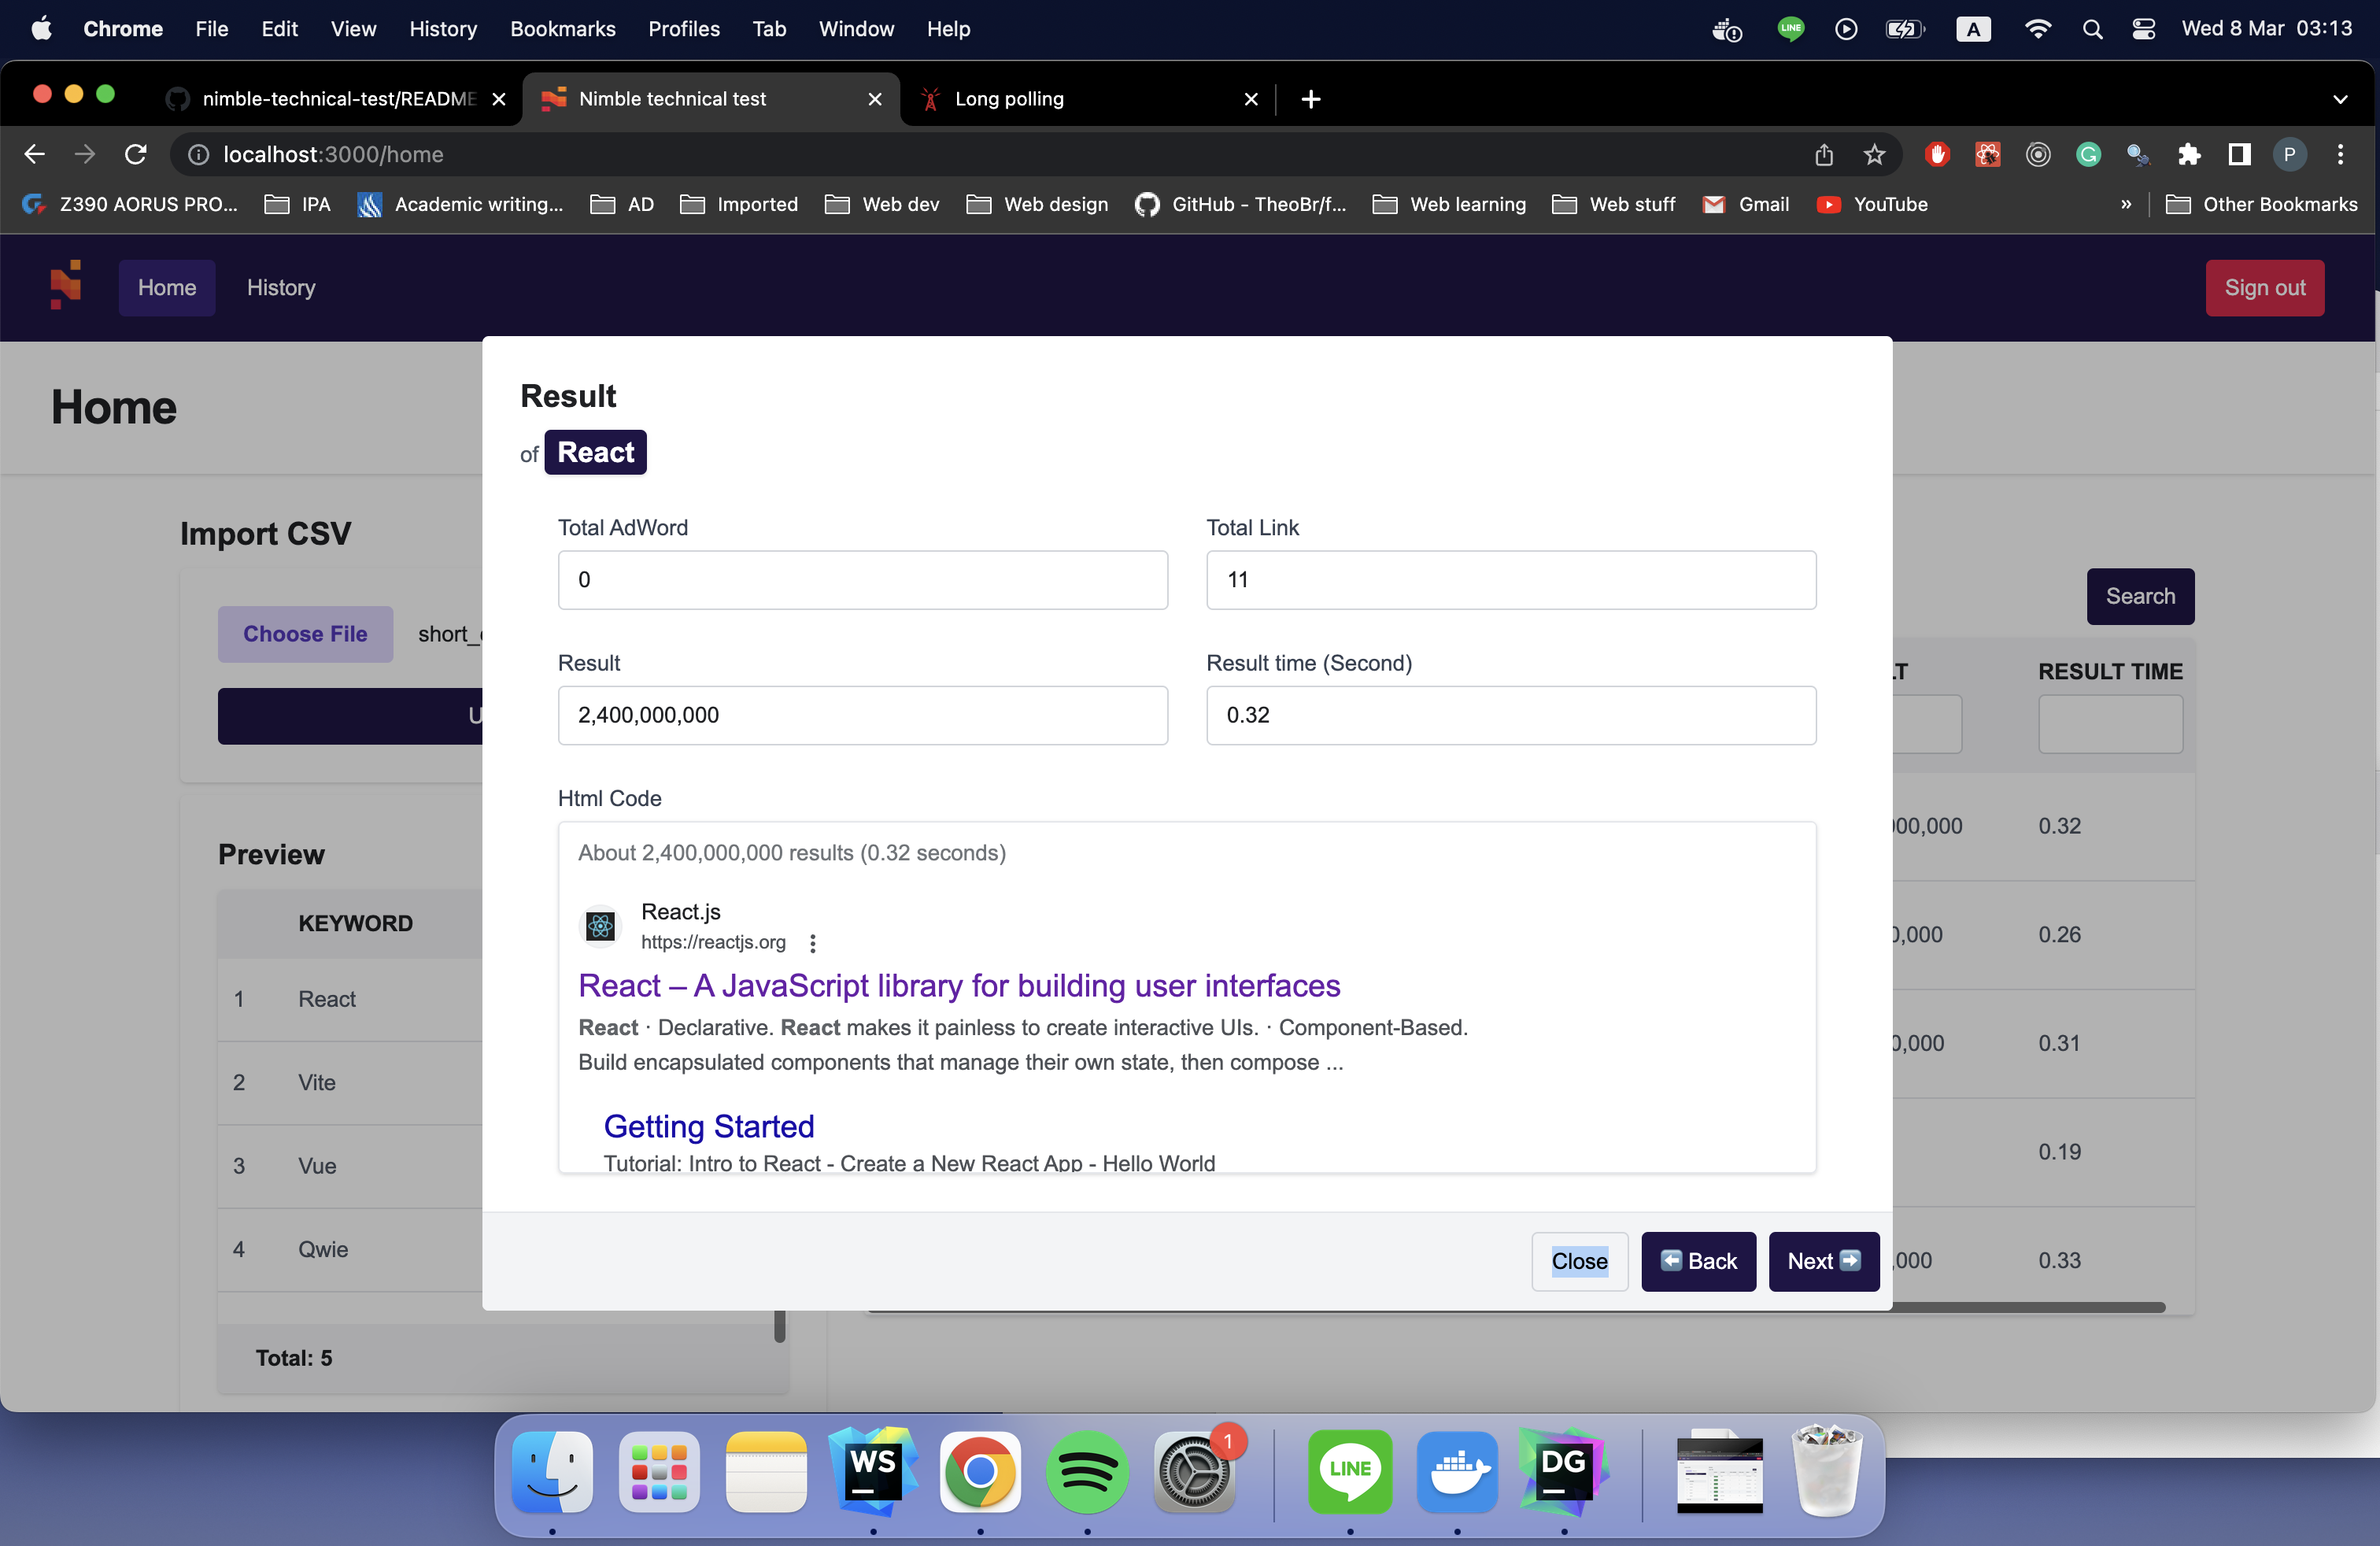 Chrome File Edit View History Bookmarks Profiles Tab Window Help LINE A Wed 8 Mar 03:13
nimble-technical-test/README Nimble technical test Long polling
localhost:3000/home P
Z390 AORUS PRO... IPA Academic writing... AD Imported Web dev Web design GitHub - TheoBr/f... Web learning Web stuff Gmail YouTube » Other Bookmarks
Home History Sign out
Home
Result
of React
Import CSV
Choose File short_
Total AdWord Total Link
0 11
Search
Result Result time (Second)
2,400,000,000 0.32
LT RESULT TIME
Html Code
About 2,400,000,000 results (0.32 seconds)
React.js
https://reactjs.org
React – A JavaScript library for building user interfaces
React · Declarative. React makes it painless to create interactive UIs. · Component-Based.
Build encapsulated components that manage their own state, then compose ...
Getting Started
Tutorial: Intro to React - Create a New React App - Hello World
Close Back Next
Preview
KEYWORD
1 React
2 Vite
3 Vue
4 Qwie
Total: 5
00,000 0.32
0,000 0.26
0,000 0.31
0.19
,000 0.33
WS 1 LINE DG